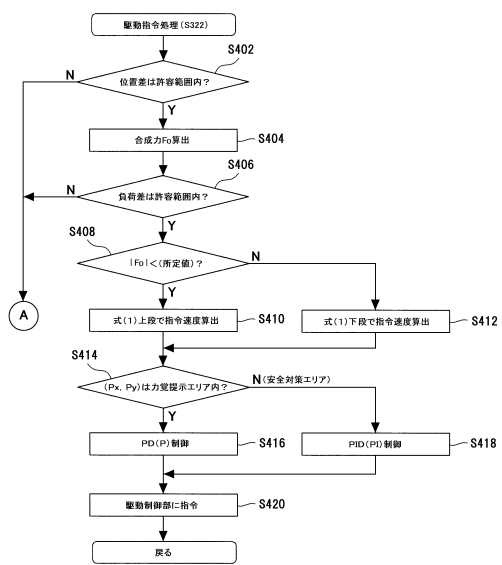 駆動指令処理(S322)
S402
位置差は許容範囲内?
N
Y
合成力Fo算出
S404
S406
負荷差は許容範囲内?
N
Y
S408
|Fo|<(所定値)?
N
Y
A
式(1)上段で指令速度算出
S410
式(1)下段で指令速度算出
S412
S414
(Px, Py)は力覚提示エリア内?
N(安全対策エリア)
Y
PD(P)制御
S416
PID(PI)制御
S418
駆動制御部に指令
S420
戻る